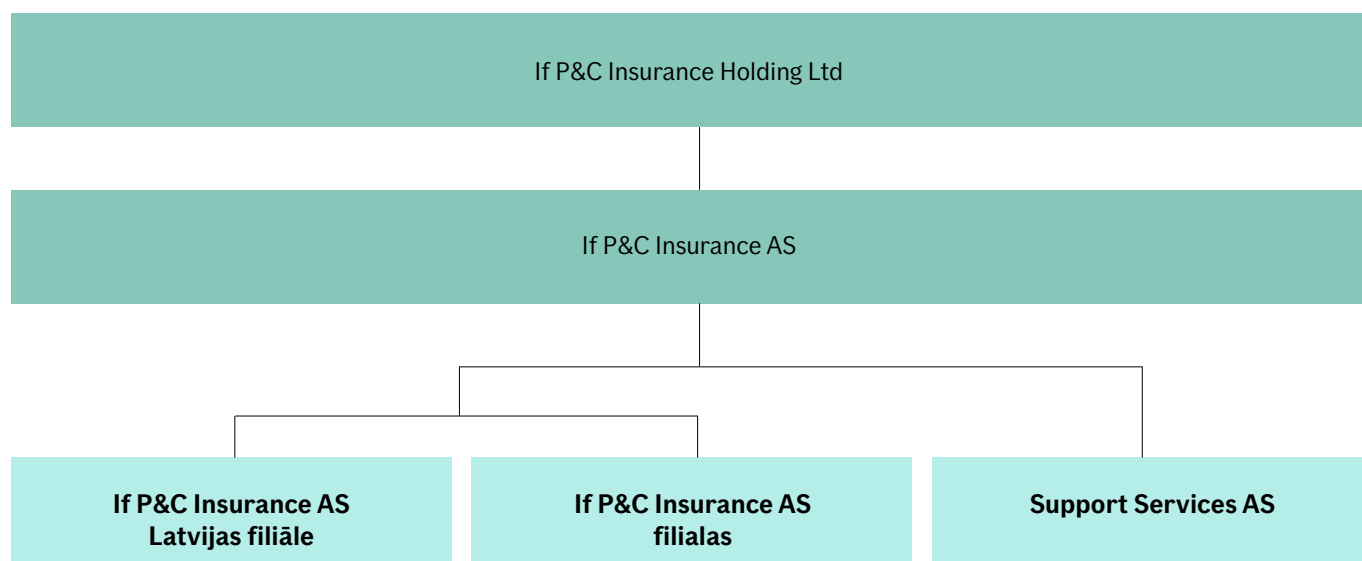 If P&C Insurance Holding Ltd
If P&C Insurance AS
If P&C Insurance AS
Latvijas filiāle
If P&C Insurance AS
filialas
Support Services AS